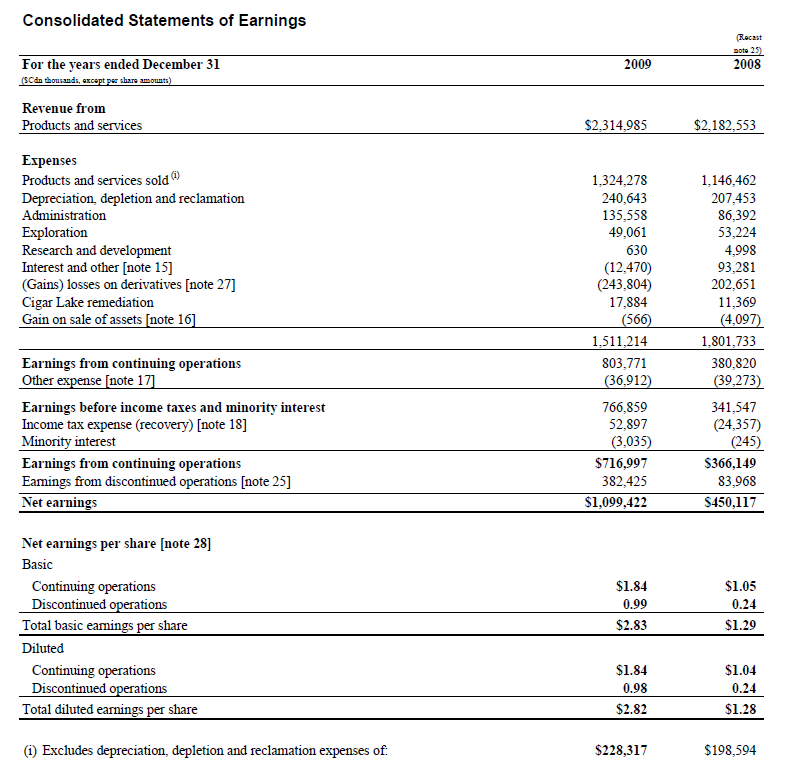 Consolidated Statements of Earnings
(Recast
note 25)
For the years ended December 31 2009 2008
($Cdn thousands, except per share amounts)
Revenue from
Products and services $2,314,985 $2,182,553
Expenses
Products and services sold (i) 1,324,278 1,146,462
Depreciation, depletion and reclamation 240,643 207,453
Administration 135,558 86,392
Exploration 49,061 53,224
Research and development 630 4,998
Interest and other [note 15] (12,470) 93,281
(Gains) losses on derivatives [note 27] (243,804) 202,651
Cigar Lake remediation 17,884 11,369
Gain on sale of assets [note 16] (566) (4,097)
1,511,214 1,801,733
Earnings from continuing operations 803,771 380,820
Other expense [note 17] (36,912) (39,273)
Earnings before income taxes and minority interest 766,859 341,547
Income tax expense (recovery) [note 18] 52,897 (24,357)
Minority interest (3,035) (245)
Earnings from continuing operations $716,997 $366,149
Earnings from discontinued operations [note 25] 382,425 83,968
Net earnings $1,099,422 $450,117
Net earnings per share [note 28]
Basic
Continuing operations $1.84 $1.05
Discontinued operations 0.99 0.24
Total basic earnings per share $2.83 $1.29
Diluted
Continuing operations $1.84 $1.04
Discontinued operations 0.98 0.24
Total diluted earnings per share $2.82 $1.28
(i) Excludes depreciation, depletion and reclamation expenses of: $228,317 $198,594